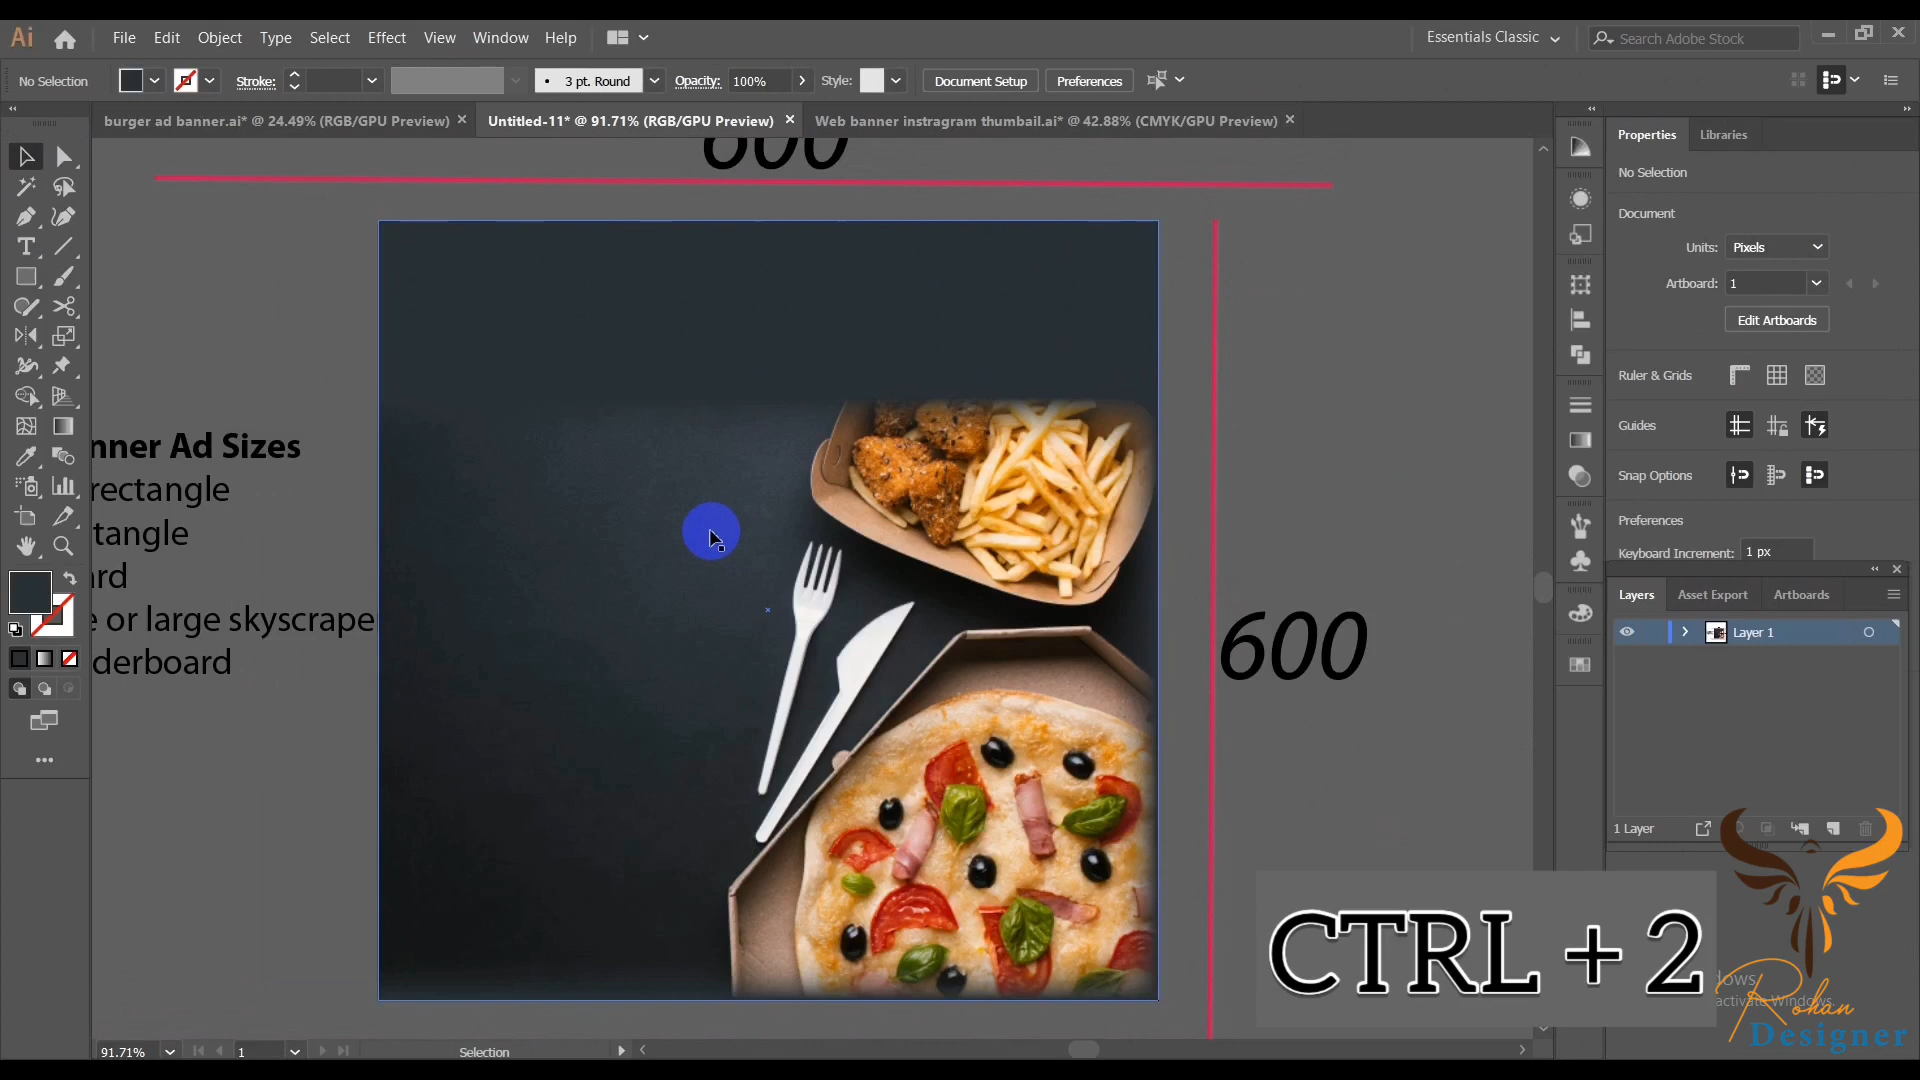 Ai File Edit Object Type Select Effect View Window Help Essentials Classic Search Adobe Stock
No Selection Stroke: 3 pt. Round Opacity: 100% Style: Document Setup Preferences
burger ad banner.ai* @ 24.49% (RGB/GPU Preview) Untitled-11* @ 91.71% (RGB/GPU Preview) Web banner instragram thumbail.ai* @ 42.88% (CMYK/GPU Preview)
600
nner Ad Sizes
rectangle
tangle
ard
e or large skyscrape
derboard
600
Properties Libraries
No Selection
Document
Units: Pixels
Artboard: 1
Edit Artboards
Ruler & Grids
Guides
Snap Options
Preferences
Keyboard Increment: 1 px
Layers Asset Export Artboards
Layer 1
1 Layer
CTRL + 2
dows
activate Windows.
Rohan
Designer
91.71% 1 Selection